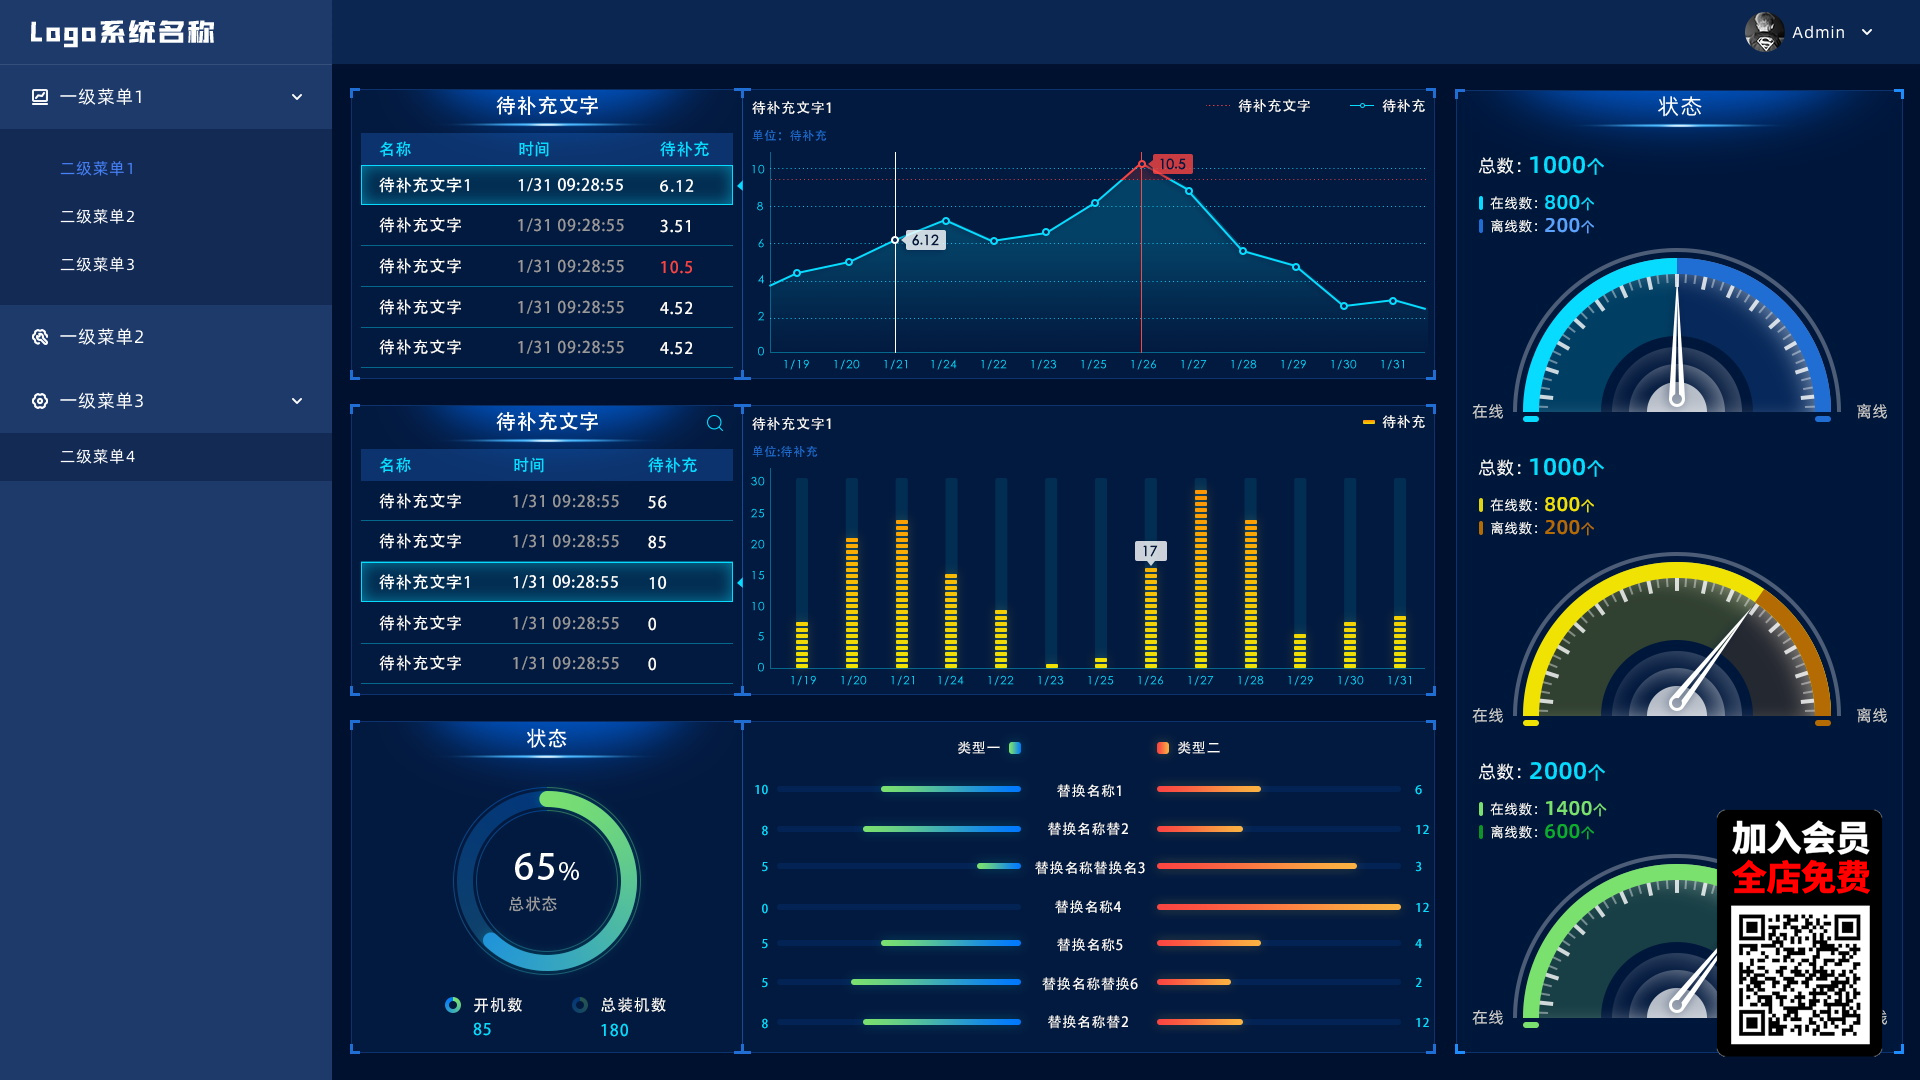 Logo系统名称
Admin
一级菜单1
二级菜单1
二级菜单2
二级菜单3
一级菜单2
一级菜单3
二级菜单4
待补充文字
名称 时间 待补充
待补充文字1 1/31 09:28:55 6.12
待补充文字 1/31 09:28:55 3.51
待补充文字 1/31 09:28:55 10.5
待补充文字 1/31 09:28:55 4.52
待补充文字 1/31 09:28:55 4.52
待补充文字1 待补充文字 待补充
单位：待补充
10
8
6
4
2
0
10.5
6.12
1/19 1/20 1/21 1/24 1/22 1/23 1/25 1/26 1/27 1/28 1/29 1/30 1/31
待补充文字
名称 时间 待补充
待补充文字 1/31 09:28:55 56
待补充文字 1/31 09:28:55 85
待补充文字1 1/31 09:28:55 10
待补充文字 1/31 09:28:55 0
待补充文字 1/31 09:28:55 0
待补充文字1 待补充
单位:待补充
30
25
20
15
10
5
0
17
1/19 1/20 1/21 1/24 1/22 1/23 1/25 1/26 1/27 1/28 1/29 1/30 1/31
状态
65%
总状态
开机数 总装机数
85 180
类型一 类型二
10 替换名称1 6
8 替换名称替2 12
5 替换名称替换名3 3
0 替换名称4 12
5 替换名称5 4
5 替换名称替换6 2
8 替换名称替2 12
状态
总数：1000个
在线数：800个
离线数：200个
在线 离线
总数：1000个
在线数：800个
离线数：200个
在线 离线
总数：2000个
在线数：1400个
离线数：600个
在线
加入会员
全店免费